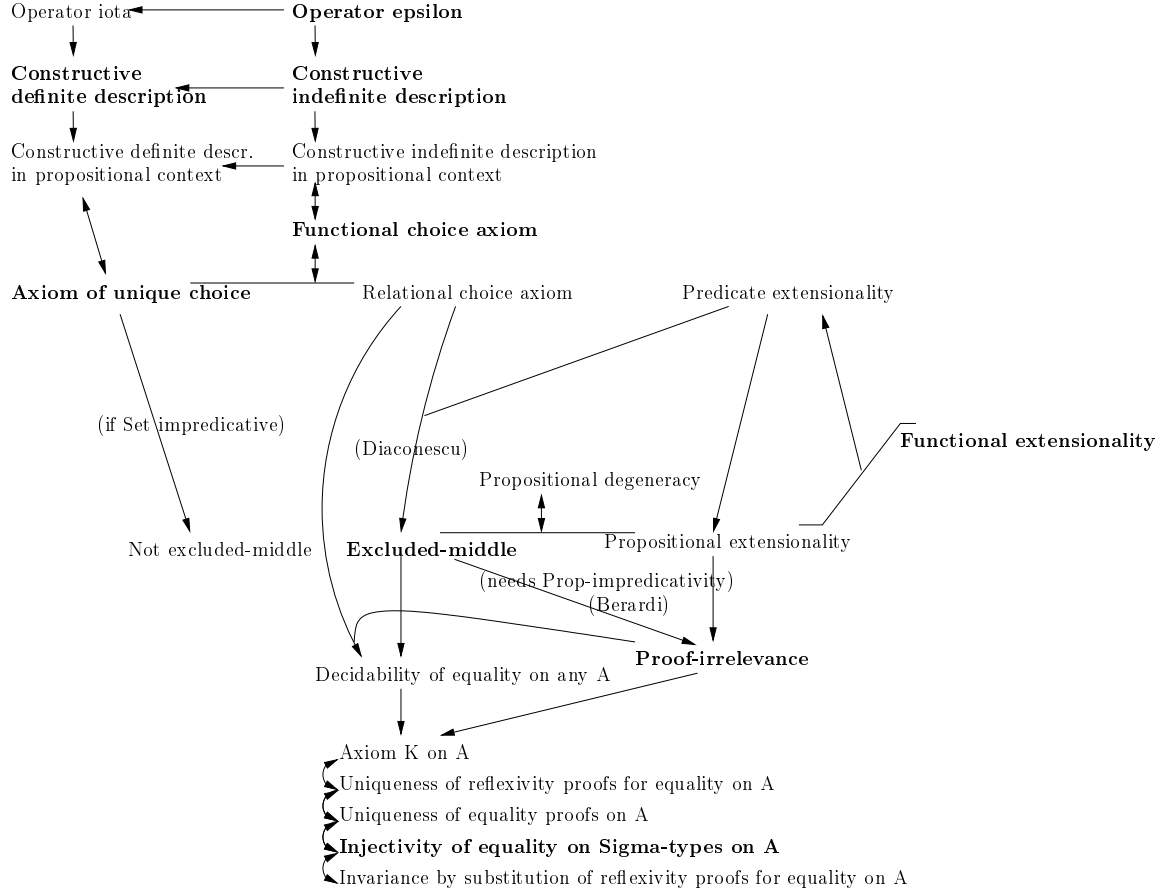 Operator iota
Operator epsilon
Constructive
definite description
Constructive
indefinite description
Constructive definite descr.
in propositional context
Constructive indefinite description
in propositional context
Functional choice axiom
Axiom of unique choice
Relational choice axiom
Predicate extensionality
(if Set impredicative)
(Diaconescu)
Functional extensionality
Propositional degeneracy
Not excluded-middle
Excluded-middle
Propositional extensionality
(needs Prop-impredicativity)
(Berardi)
Proof-irrelevance
Decidability of equality on any A
Axiom K on A
Uniqueness of reflexivity proofs for equality on A
Uniqueness of equality proofs on A
Injectivity of equality on Sigma-types on A
Invariance by substitution of reflexivity proofs for equality on A